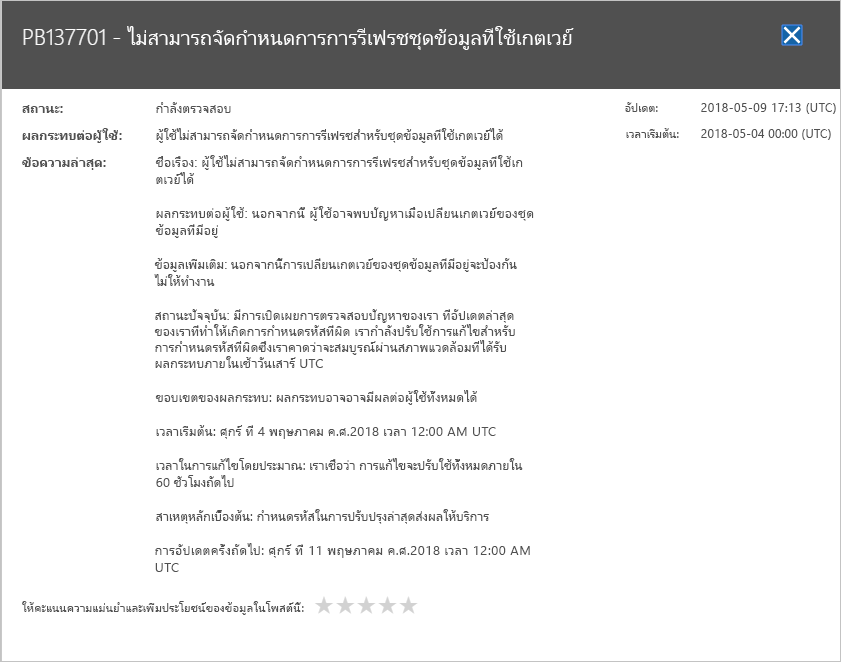 PB137701 - ไม่สามารถจัดกำหนดการการรีเฟรชชุดข้อมูลที่ใช้เกตเวย์
สถานะ: กำลังตรวจสอบ
อัปเดต: 2018-05-09 17:13 (UTC)
ผลกระทบต่อผู้ใช้: ผู้ใช้ไม่สามารถจัดกำหนดการการรีเฟรชสำหรับชุดข้อมูลที่ใช้เกตเวย์ได้
เวลาเริ่มต้น: 2018-05-04 00:00 (UTC)
ข้อความล่าสุด: ชื่อเรื่อง: ผู้ใช้ไม่สามารถจัดกำหนดการการรีเฟรชสำหรับชุดข้อมูลที่ใช้เก
ตเวย์ได้
ผลกระทบต่อผู้ใช้: นอกจากนี้ ผู้ใช้อาจพบปัญหาเมื่อเปลี่ยนเกตเวย์ของชุด
ข้อมูลที่มีอยู่
ข้อมูลเพิ่มเติม: นอกจากนี้การเปลี่ยนเกตเวย์ของชุดข้อมูลที่มีอยู่จะป้องกัน
ไม่ให้ทำงาน
สถานะปัจจุบัน: มีการเปิดเผยการตรวจสอบปัญหาของเรา ที่อัปเดตล่าสุด
ของเราที่ทำให้เกิดการกำหนดรหัสที่ผิด เรากำลังปรับใช้การแก้ไขสำหรับ
การกำหนดรหัสที่ผิดซึ่งเราคาดว่าจะสมบูรณ์ผ่านสภาพแวดล้อมที่ได้รับ
ผลกระทบภายในเช้าวันเสาร์ UTC
ขอบเขตของผลกระทบ: ผลกระทบอาจอาจมีผลต่อผู้ใช้ทั้งหมดได้
เวลาเริ่มต้น: ศุกร์ ที่ 4 พฤษภาคม ค.ศ.2018 เวลา 12:00 AM UTC
เวลาในการแก้ไขโดยประมาณ: เราเชื่อว่า การแก้ไขจะปรับใช้ทั้งหมดภายใน
60 ชั่วโมงถัดไป
สาเหตุหลักเบื้องต้น: กำหนดรหัสในการปรับปรุงล่าสุดส่งผลให้บริการ
การอัปเดตครั้งถัดไป: ศุกร์ ที่ 11 พฤษภาคม ค.ศ.2018 เวลา 12:00 AM
UTC
ให้คะแนนความแม่นยำและเพิ่มประโยชน์ของข้อมูลในโพสต์นี้: